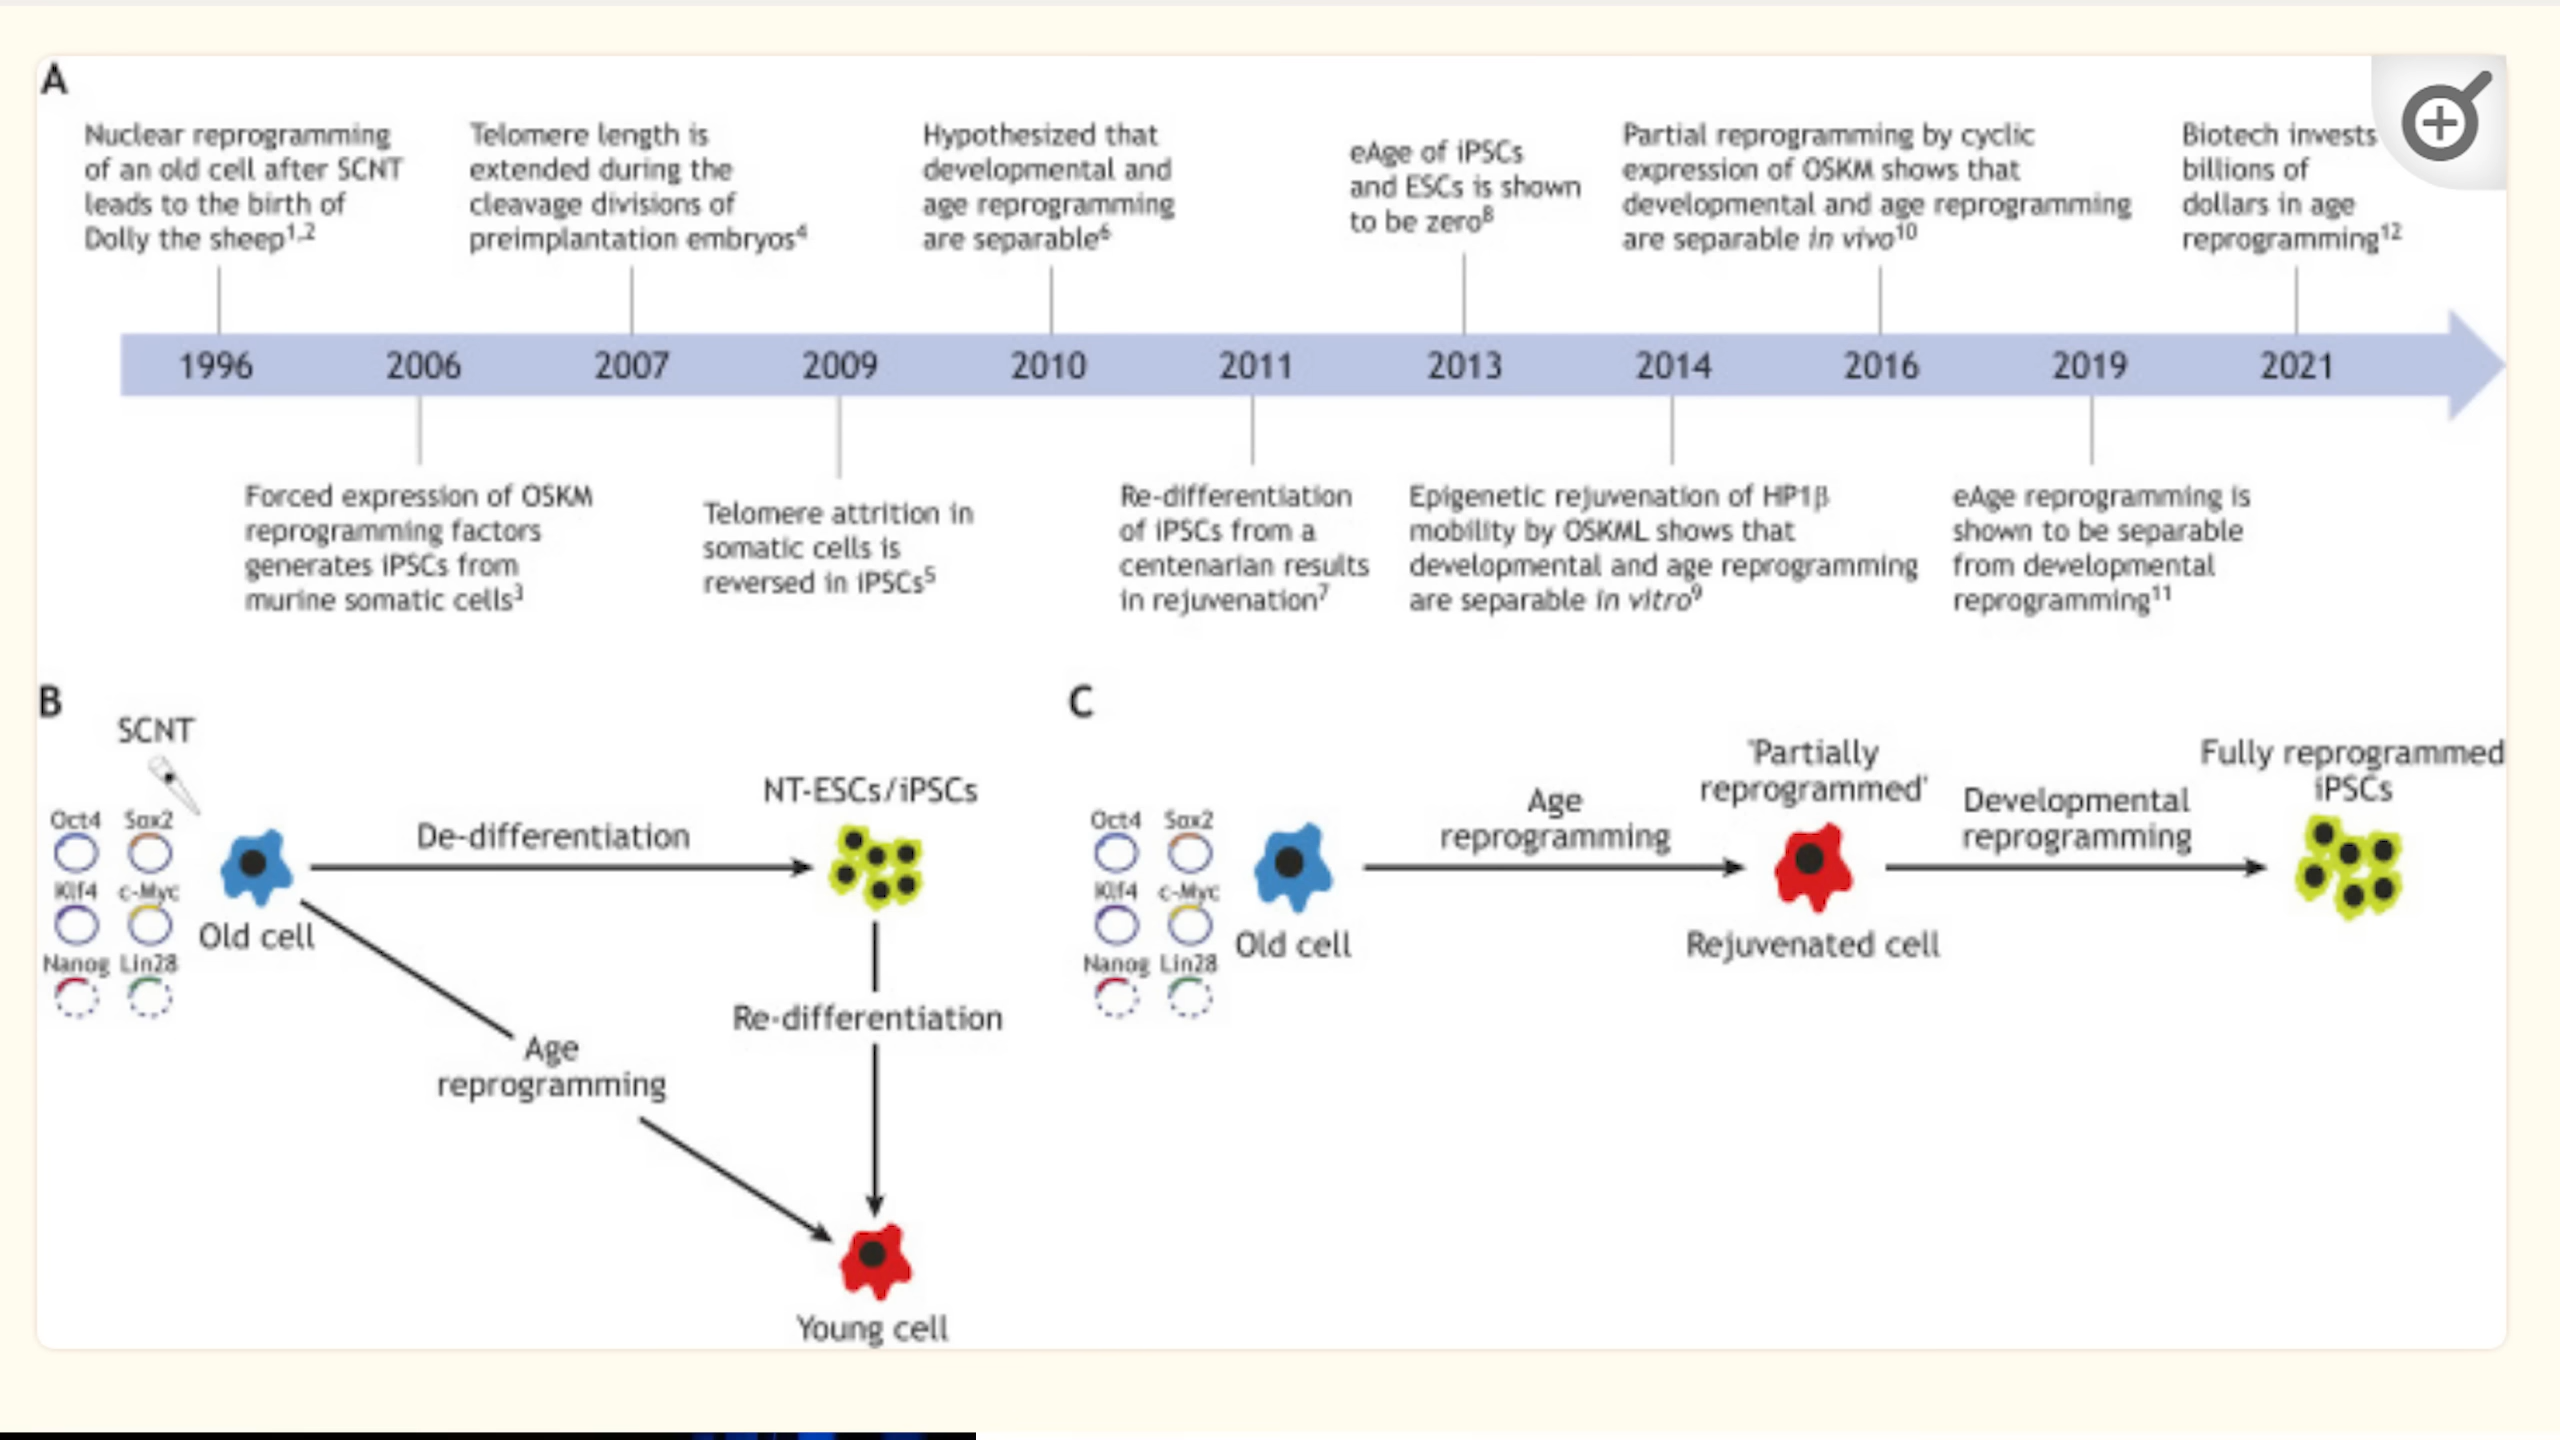 A
Nuclear reprogramming
of an old cell after SCNT
leads to the birth of
Dolly the sheep1,2
Telomere length is
extended during the
cleavage divisions of
preimplantation embryos4
Hypothesized that
developmental and
age reprogramming
are separable6
eAge of iPSCs
and ESCs is shown
to be zero8
Partial reprogramming by cyclic
expression of OSKM shows that
developmental and age reprogramming
are separable in vivo10
Biotech invests
billions of
dollars in age
reprogramming12
1996 2006 2007 2009 2010 2011 2013 2014 2016 2019 2021
Forced expression of OSKM
reprogramming factors
generates iPSCs from
murine somatic cells3
Telomere attrition in
somatic cells is
reversed in iPSCs5
Re-differentiation
of iPSCs from a
centenarian results
in rejuvenation7
Epigenetic rejuvenation of HP1β
mobility by OSKML shows that
developmental and age reprogramming
are separable in vitro9
eAge reprogramming is
shown to be separable
from developmental
reprogramming11
B
SCNT
Oct4 Sox2
Klf4 c-Myc
Nanog Lin28
Old cell
De-differentiation
NT-ESCs/iPSCs
Re-differentiation
Age
reprogramming
Young cell
C
Oct4 Sox2
Klf4 c-Myc
Nanog Lin28
Old cell
Age
reprogramming
'Partially
reprogrammed'
Rejuvenated cell
Developmental
reprogramming
Fully reprogrammed
iPSCs